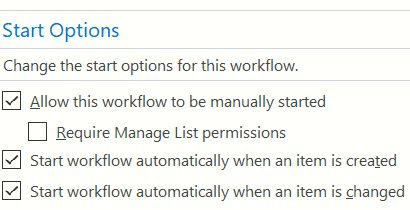 Start Options
Change the start options for this workflow.
Allow this workflow to be manually started
Require Manage List permissions
Start workflow automatically when an item is created
Start workflow automatically when an item is changed